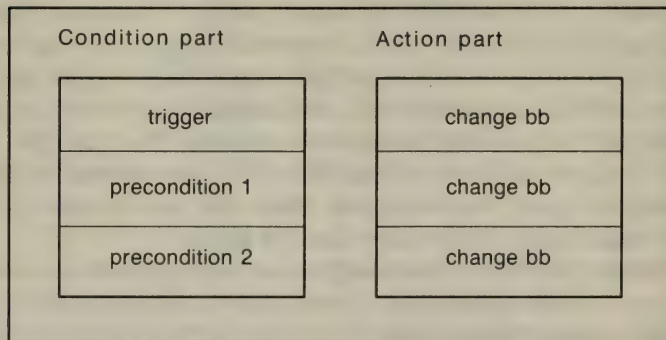 Condition part Action part
trigger change bb
precondition 1 change bb
precondition 2 change bb